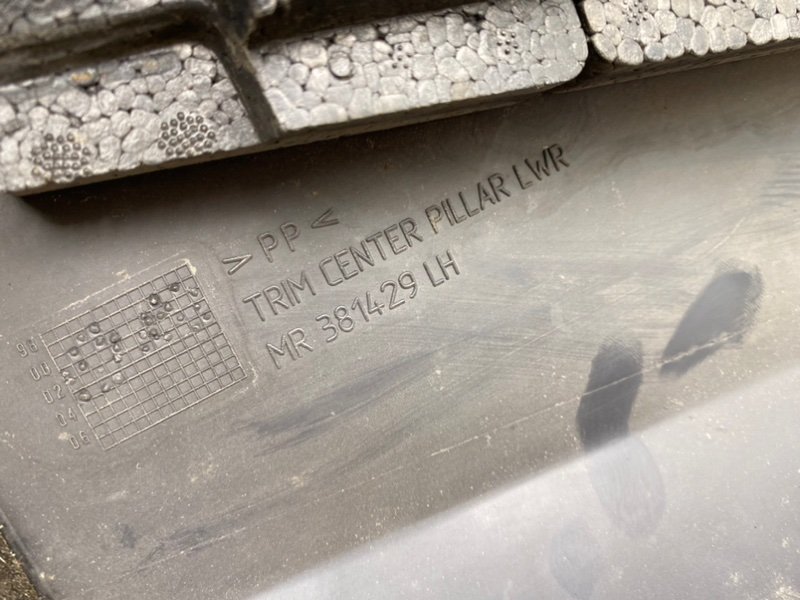 > PP <
TRIM CENTER PILLAR LWR
MR 381429 LH
98
00
02
04
06